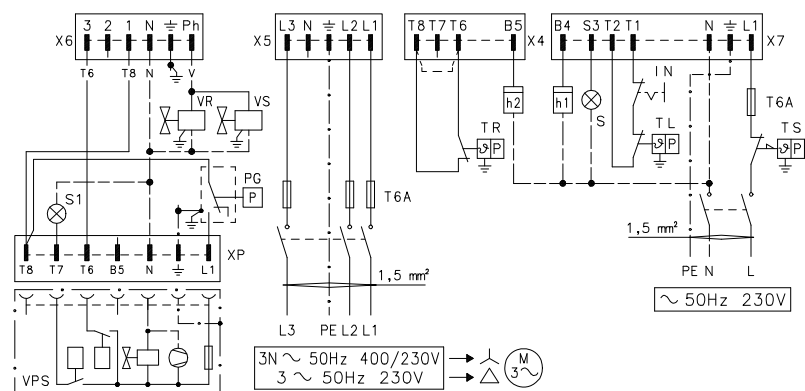 X6 3 2 1 N Ph
T6 T8 N V
VR VS
PG P
S1
XP
T8 T7 T6 B5 N L1
VPS
X5 L3 N L2 L1
T6A
1,5 mm²
L3 PE L2 L1
3N ~ 50Hz 400/230V
3 ~ 50Hz 230V
M
3~
T8 T7 T6 B5 X4
h2
TR
ϑ P
B4 S3 T2 T1 N L1 X7
h1
S
IN
TL
ϑ P
T6A
TS
ϑ P
1,5 mm²
PE N L
~ 50Hz 230V